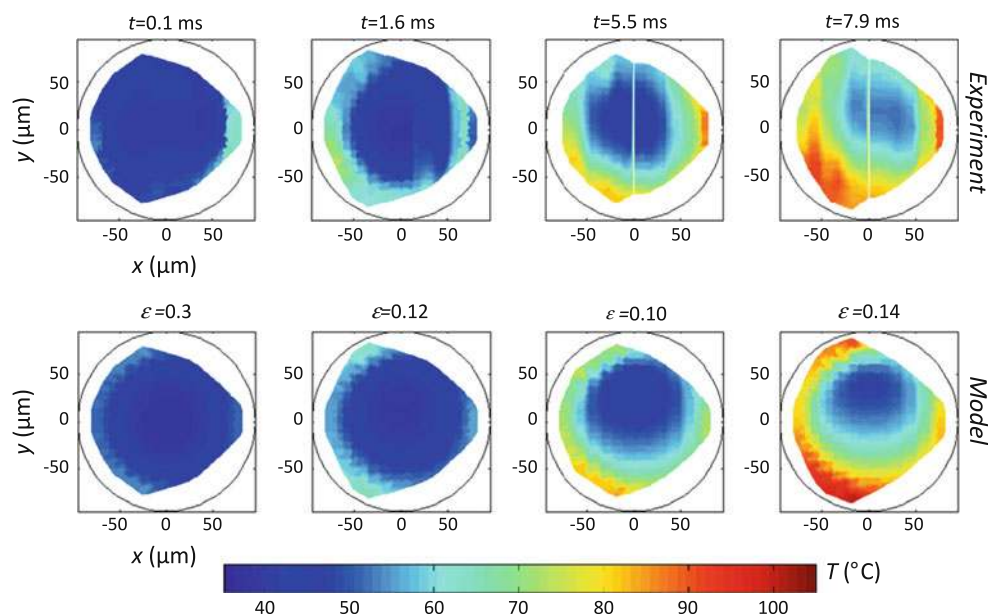 t=0.1 ms t=1.6 ms t=5.5 ms t=7.9 ms
50 50 50 50
y (µm) 0 0 0 0 Experiment
-50 -50 -50 -50
-50 0 50 -50 0 50 -50 0 50 -50 0 50
x (µm)
ε=0.3 ε=0.12 ε=0.10 ε=0.14
50 50 50 50
y (µm) 0 0 0 0 Model
-50 -50 -50 -50
-50 0 50 -50 0 50 -50 0 50 -50 0 50
x (µm)
T (°C)
40 50 60 70 80 90 100